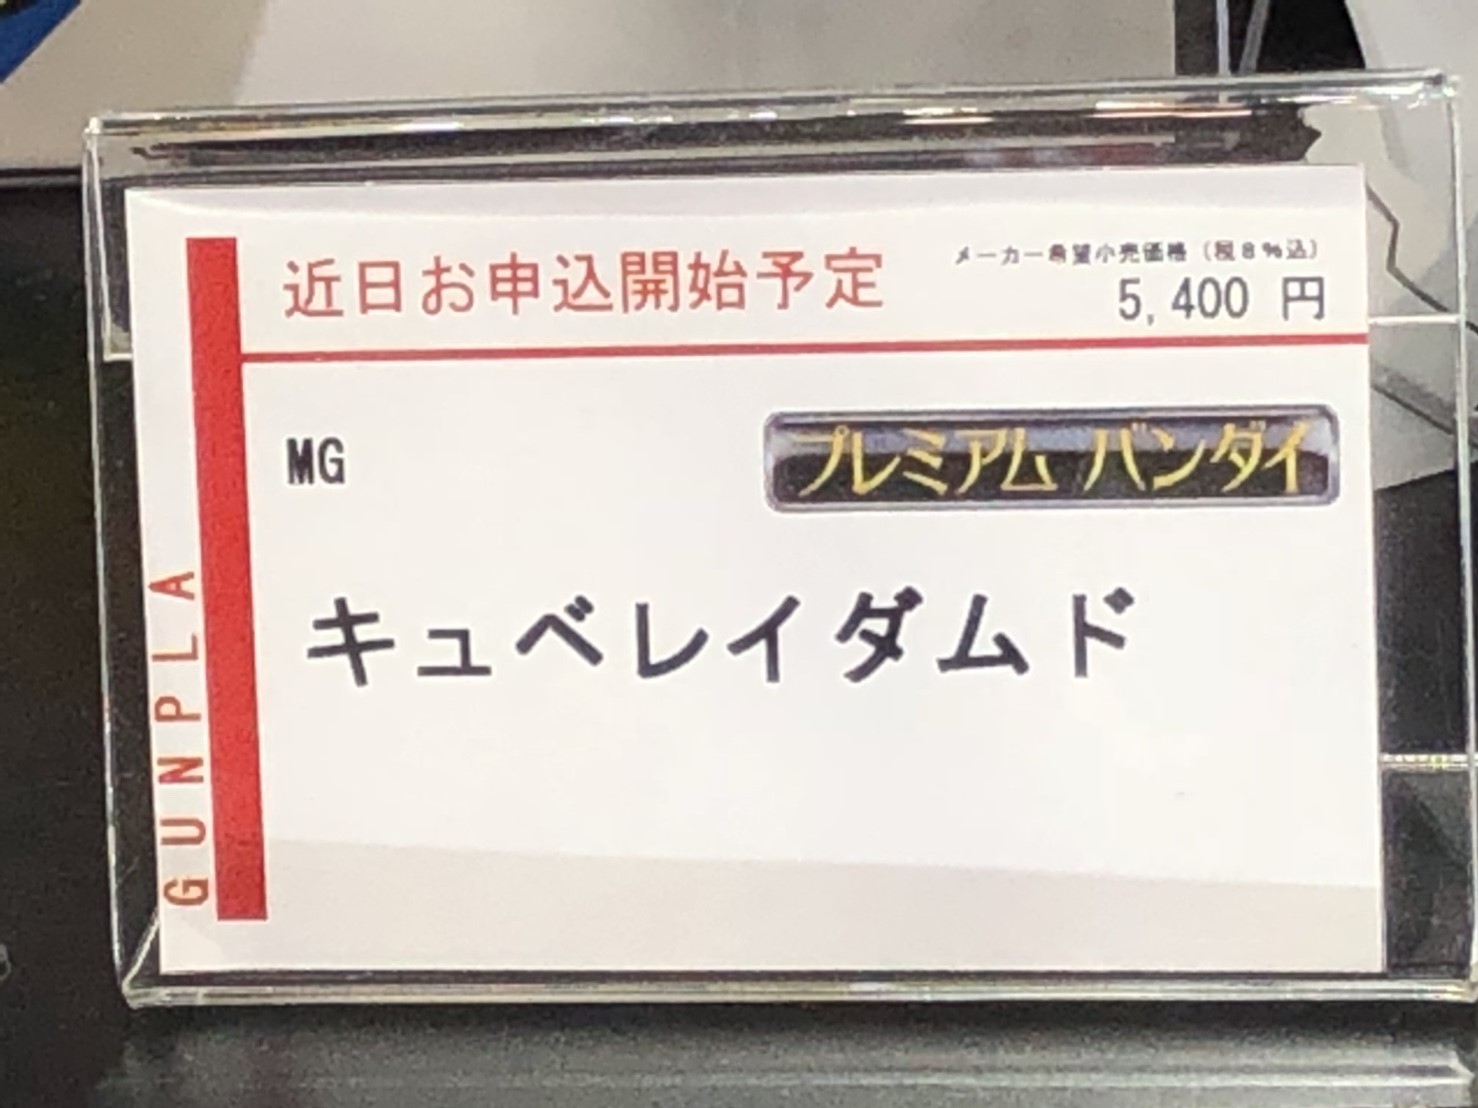 近日お申込開始予定
メーカー希望小売価格（税8%込）
5,400 円
MG
プレミアム バンダイ
キュベレイダムド
GUNPLA